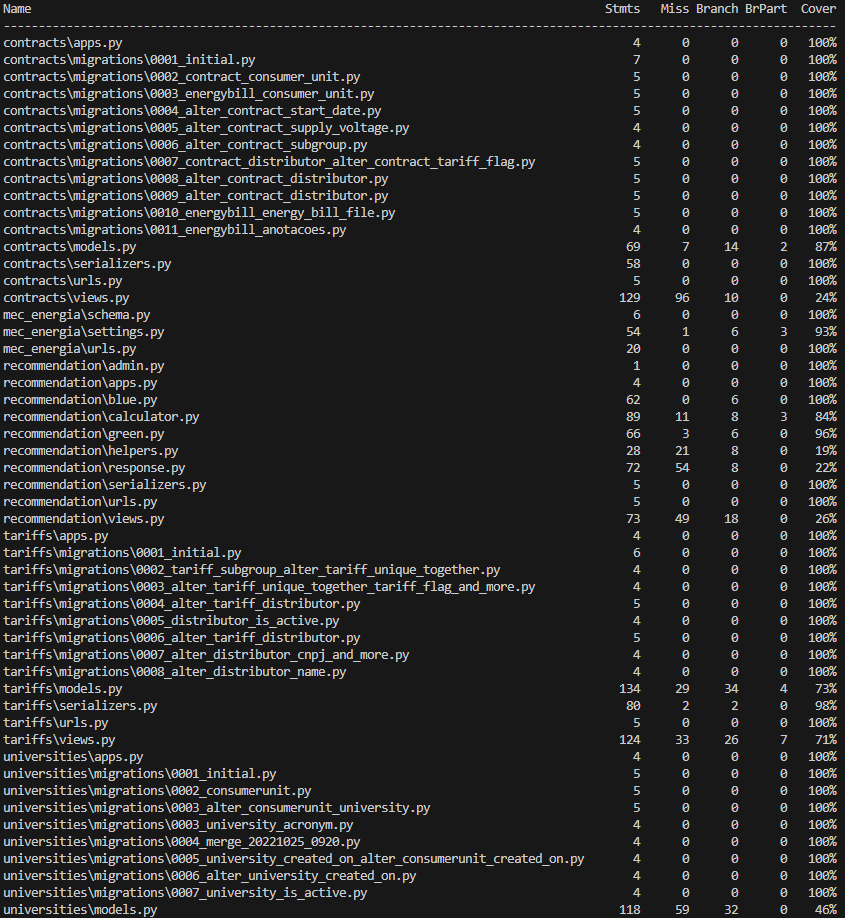 Name Stmts Miss Branch BrPart Cover
--------------------------------------------------------------------------------------------------------------
contracts\apps.py 4 0 0 0 100%
contracts\migrations\0001_initial.py 7 0 0 0 100%
contracts\migrations\0002_contract_consumer_unit.py 5 0 0 0 100%
contracts\migrations\0003_energybill_consumer_unit.py 5 0 0 0 100%
contracts\migrations\0004_alter_contract_start_date.py 5 0 0 0 100%
contracts\migrations\0005_alter_contract_supply_voltage.py 4 0 0 0 100%
contracts\migrations\0006_alter_contract_subgroup.py 4 0 0 0 100%
contracts\migrations\0007_contract_distributor_alter_contract_tariff_flag.py 5 0 0 0 100%
contracts\migrations\0008_alter_contract_distributor.py 5 0 0 0 100%
contracts\migrations\0009_alter_contract_distributor.py 5 0 0 0 100%
contracts\migrations\0010_energybill_energy_bill_file.py 5 0 0 0 100%
contracts\migrations\0011_energybill_anotacoes.py 4 0 0 0 100%
contracts\models.py 69 7 14 2 87%
contracts\serializers.py 58 0 0 0 100%
contracts\urls.py 5 0 0 0 100%
contracts\views.py 129 96 10 0 24%
mec_energia\schema.py 6 0 0 0 100%
mec_energia\settings.py 54 1 6 3 93%
mec_energia\urls.py 20 0 0 0 100%
recommendation\admin.py 1 0 0 0 100%
recommendation\apps.py 4 0 0 0 100%
recommendation\blue.py 62 0 6 0 100%
recommendation\calculator.py 89 11 8 3 84%
recommendation\green.py 66 3 6 0 96%
recommendation\helpers.py 28 21 8 0 19%
recommendation\response.py 72 54 8 0 22%
recommendation\serializers.py 5 0 0 0 100%
recommendation\urls.py 5 0 0 0 100%
recommendation\views.py 73 49 18 0 26%
tariffs\apps.py 4 0 0 0 100%
tariffs\migrations\0001_initial.py 6 0 0 0 100%
tariffs\migrations\0002_tariff_subgroup_alter_tariff_unique_together.py 4 0 0 0 100%
tariffs\migrations\0003_alter_tariff_unique_together_tariff_flag_and_more.py 4 0 0 0 100%
tariffs\migrations\0004_alter_tariff_distributor.py 5 0 0 0 100%
tariffs\migrations\0005_distributor_is_active.py 4 0 0 0 100%
tariffs\migrations\0006_alter_tariff_distributor.py 5 0 0 0 100%
tariffs\migrations\0007_alter_distributor_cnpj_and_more.py 4 0 0 0 100%
tariffs\migrations\0008_alter_distributor_name.py 4 0 0 0 100%
tariffs\models.py 134 29 34 4 73%
tariffs\serializers.py 80 2 2 0 98%
tariffs\urls.py 5 0 0 0 100%
tariffs\views.py 124 33 26 7 71%
universities\apps.py 4 0 0 0 100%
universities\migrations\0001_initial.py 5 0 0 0 100%
universities\migrations\0002_consumerunit.py 5 0 0 0 100%
universities\migrations\0003_alter_consumerunit_university.py 5 0 0 0 100%
universities\migrations\0003_university_acronym.py 4 0 0 0 100%
universities\migrations\0004_merge_20221025_0920.py 4 0 0 0 100%
universities\migrations\0005_university_created_on_alter_consumerunit_created_on.py 4 0 0 0 100%
universities\migrations\0006_alter_university_created_on.py 4 0 0 0 100%
universities\migrations\0007_university_is_active.py 4 0 0 0 100%
universities\models.py 118 59 32 0 46%